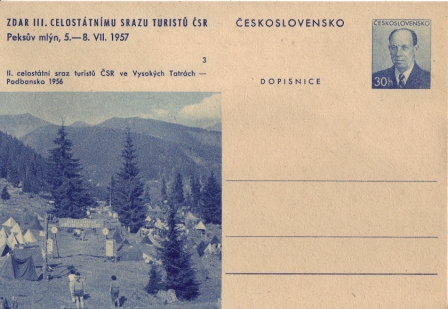 ZDAR III. CELOSTÁTNÍMU SRAZU TURISTŮ ČSR
Peksův mlýn, 5.—8. VII. 1957
3
II. celostátní sraz turistů ČSR ve Vysokých Tatrách —
Podbansko 1956
ČESKOSLOVENSKO
DOPISNICE
ČESKOSLOVENSKO
30h